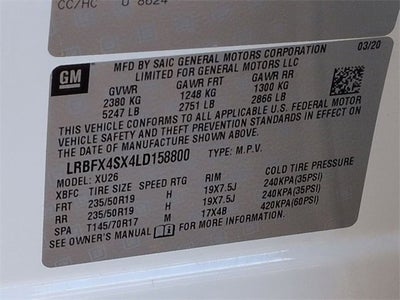 CC/HC U 8624
GM
MFD BY SAIC GENERAL MOTORS CORPORATION 03/20
LIMITED FOR GENERAL MOTORS LLC
GVWR GAWR FRT GAWR RR
2380 KG 1248 KG 1300 KG
5247 LB 2751 LB 2866 LB
THIS VEHICLE CONFORMS TO ALL APPLICABLE U.S. FEDERAL MOTOR
VEHICLE SAFETY, BUMPER, AND THEFT PREVENTION STANDARDS IN EFFECT
ON THE DATE OF MANUFACTURE SHOWN ABOVE.
LRBFX4SX4LD158800 TYPE: M.P.V.
MODEL: XU26
XBFC TIRE SIZE SPEED RTG RIM COLD TIRE PRESSURE
FRT 235/50R19 H 19X7.5J 240KPA(35PSI)
RR 235/50R19 H 19X7.5J 240KPA(35PSI)
SPA T145/70R17 M 17X4B 420KPA(60PSI)
SEE OWNER'S MANUAL FOR MORE INFORMATION.